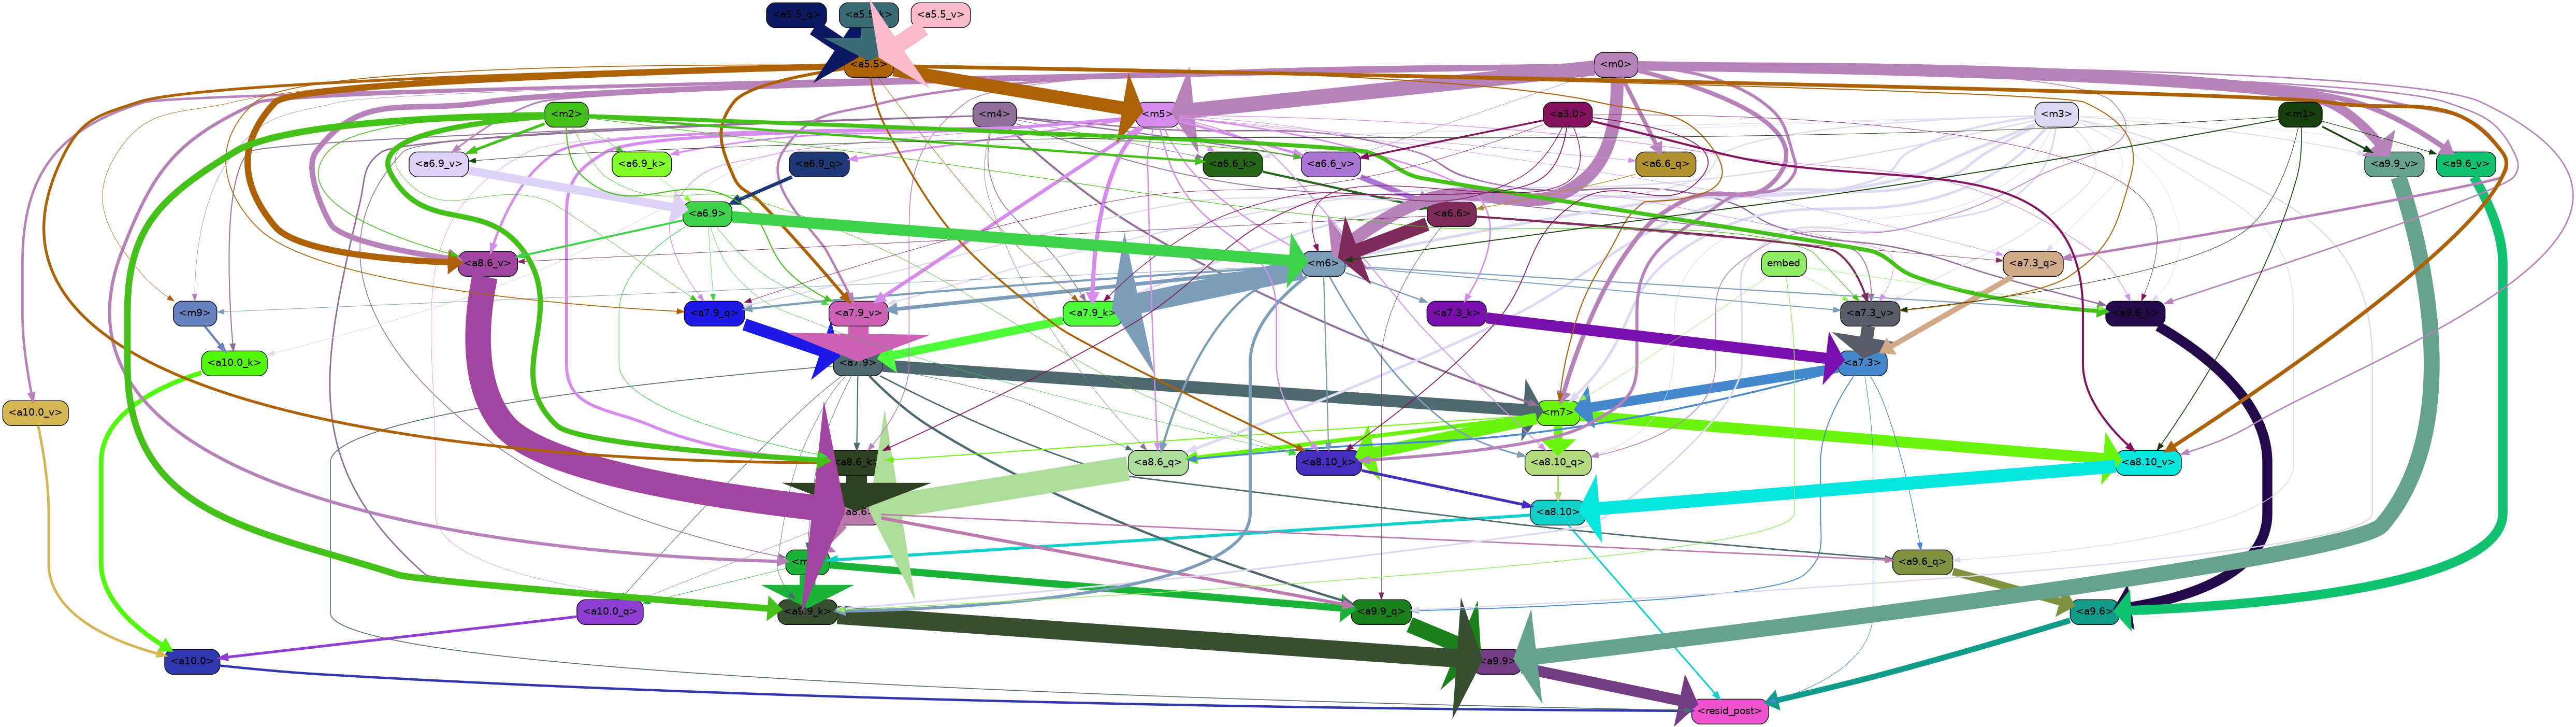 <a5.5_q> <a5.5_k> <a5.5_v>
<a5.5> <m0>
<m2> <m4> <m5> <a3.0> <m3> <m1>
<a6.9_v> <a6.9_k> <a6.9_q> <a6.6_k> <a6.6_v> <a6.6_q> <a9.9_v> <a9.6_v>
<a6.9> <a6.6>
<a8.6_v> <m6> embed <a7.3_q>
<m9> <a7.9_q> <a7.9_v> <a7.9_k> <a7.3_k> <a7.3_v> <a9.6_k>
<a10.0_k> <a7.9> <a7.3>
<a10.0_v> <m7>
<a8.6_k> <a8.6_q> <a8.10_k> <a8.10_q> <a8.10_v>
<a8.10>
<a9.6_q>
<a10.0_q> <a9.9_k> <a9.9_q> <a9.6>
<a10.0> <a9.9>
<resid_post>